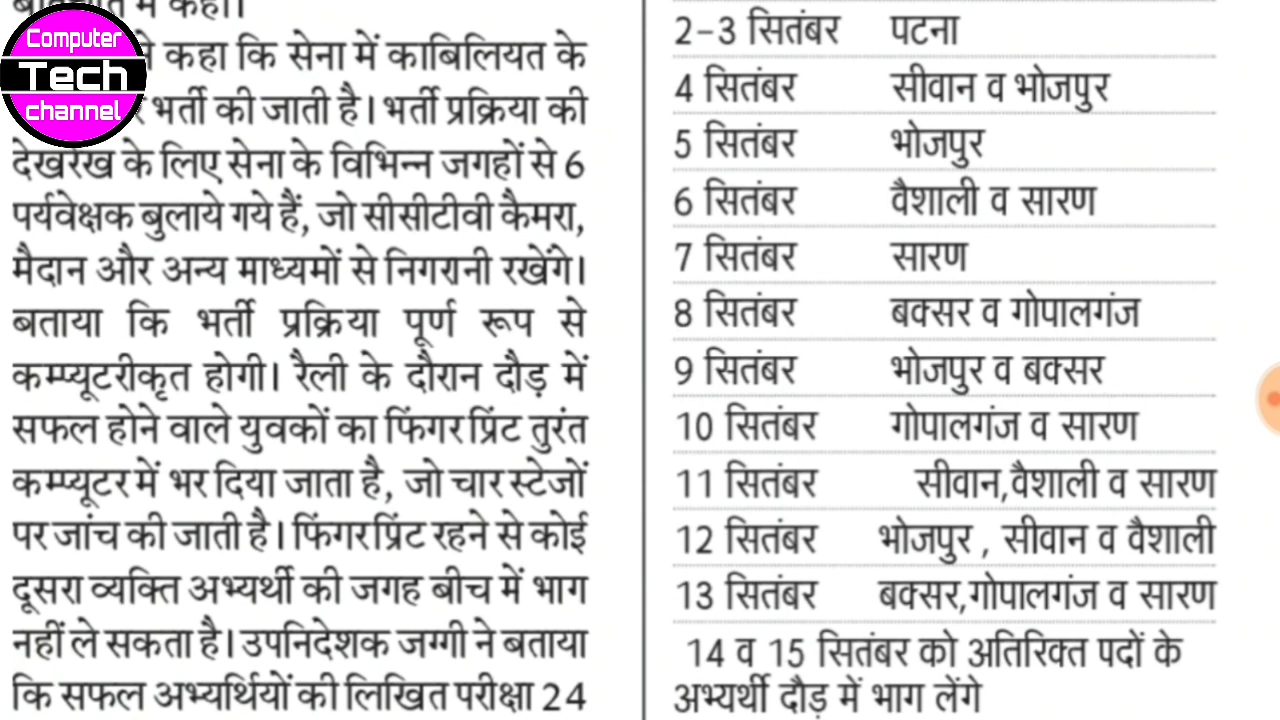 Computer
Tech
channel
कहा कि सेना में काबिलियत के
भर्ती की जाती है। भर्ती प्रक्रिया की
देखरेख के लिए सेना के विभिन्न जगहों से 6
पर्यवेक्षक बुलाये गये हैं, जो सीसीटीवी कैमरा,
मैदान और अन्य माध्यमों से निगरानी रखेंगे।
बताया कि भर्ती प्रक्रिया पूर्ण रूप से
कम्प्यूटरीकृत होगी। रैली के दौरान दौड़ में
सफल होने वाले युवकों का फिंगरप्रिंट तुरंत
कम्प्यूटर में भर दिया जाता है, जो चार स्टेजों
पर जांच की जाती है। फिंगरप्रिंट रहने से कोई
दूसरा व्यक्ति अभ्यर्थी की जगह बीच में भाग
नहीं ले सकता है। उपनिदेशक जग्गी ने बताया
कि सफल अभ्यर्थियों की लिखित परीक्षा 24
2-3 सितंबर पटना
4 सितंबर सीवान व भोजपुर
5 सितंबर भोजपुर
6 सितंबर वैशाली व सारण
7 सितंबर सारण
8 सितंबर बक्सर व गोपालगंज
9 सितंबर भोजपुर व बक्सर
10 सितंबर गोपालगंज व सारण
11 सितंबर सीवान,वैशाली व सारण
12 सितंबर भोजपुर , सीवान व वैशाली
13 सितंबर बक्सर,गोपालगंज व सारण
14 व 15 सितंबर को अतिरिक्त पदों के
अभ्यर्थी दौड़ में भाग लेंगे